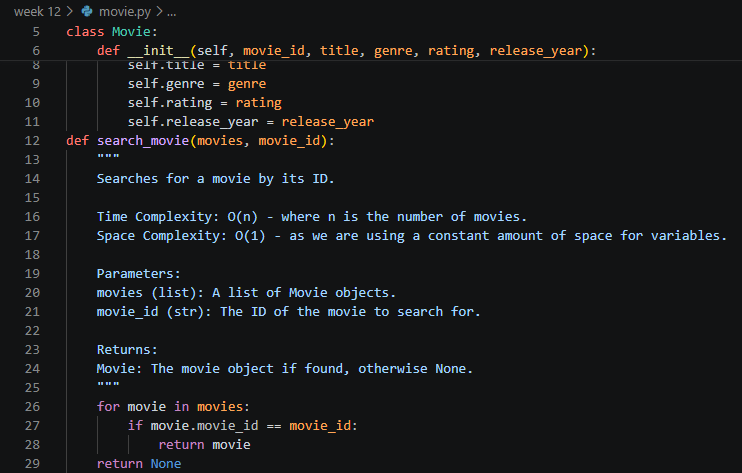 week 12 > movie.py > ...
5 class Movie:
6     def __init__(self, movie_id, title, genre, rating, release_year):
8         self.title = title
9         self.genre = genre
10         self.rating = rating
11         self.release_year = release_year
12 def search_movie(movies, movie_id):
13     """
14     Searches for a movie by its ID.
15
16     Time Complexity: O(n) - where n is the number of movies.
17     Space Complexity: O(1) - as we are using a constant amount of space for variables.
18
19     Parameters:
20     movies (list): A list of Movie objects.
21     movie_id (str): The ID of the movie to search for.
22
23     Returns:
24     Movie: The movie object if found, otherwise None.
25     """
26     for movie in movies:
27         if movie.movie_id == movie_id:
28             return movie
29     return None